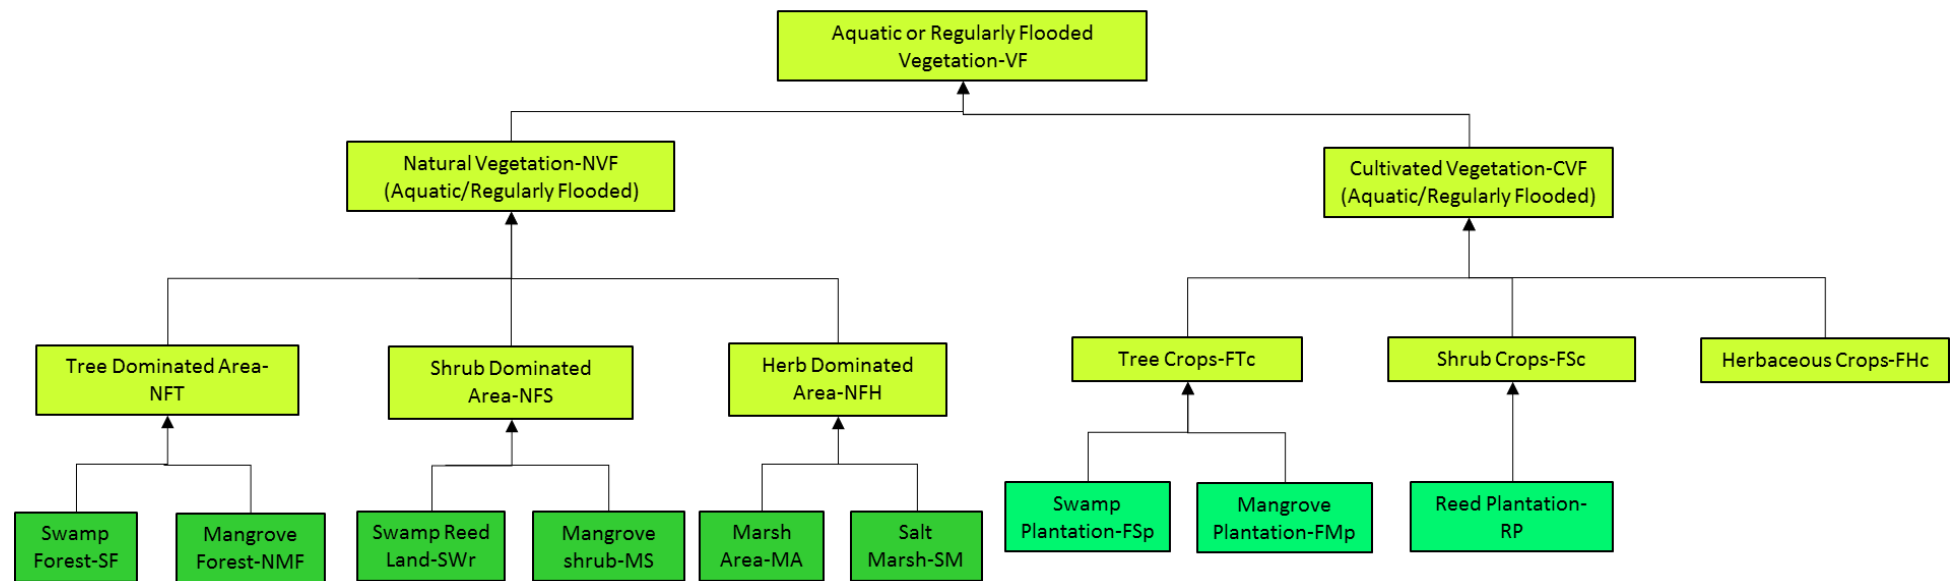 Aquatic or Regularly Flooded
Vegetation-VF
Natural Vegetation-NVF
(Aquatic/Regularly Flooded)
Cultivated Vegetation-CVF
(Aquatic/Regularly Flooded)
Tree Dominated Area-
NFT
Shrub Dominated
Area-NFS
Herb Dominated
Area-NFH
Tree Crops-FTc
Shrub Crops-FSc
Herbaceous Crops-FHc
Swamp
Forest-SF
Mangrove
Forest-NMF
Swamp Reed
Land-SWr
Mangrove
shrub-MS
Marsh
Area-MA
Salt
Marsh-SM
Swamp
Plantation-FSp
Mangrove
Plantation-FMp
Reed Plantation-
RP